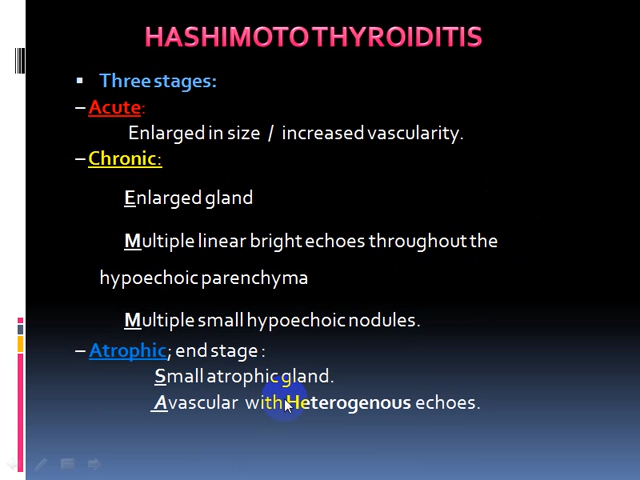 HASHIMOTO THYROIDITIS
▪ Three stages:
– Acute:
Enlarged in size / increased vascularity.
– Chronic:
Enlarged gland
Multiple linear bright echoes throughout the
hypoechoic parenchyma
Multiple small hypoechoic nodules.
– Atrophic; end stage :
Small atrophic gland.
Avascular with Heterogenous echoes.